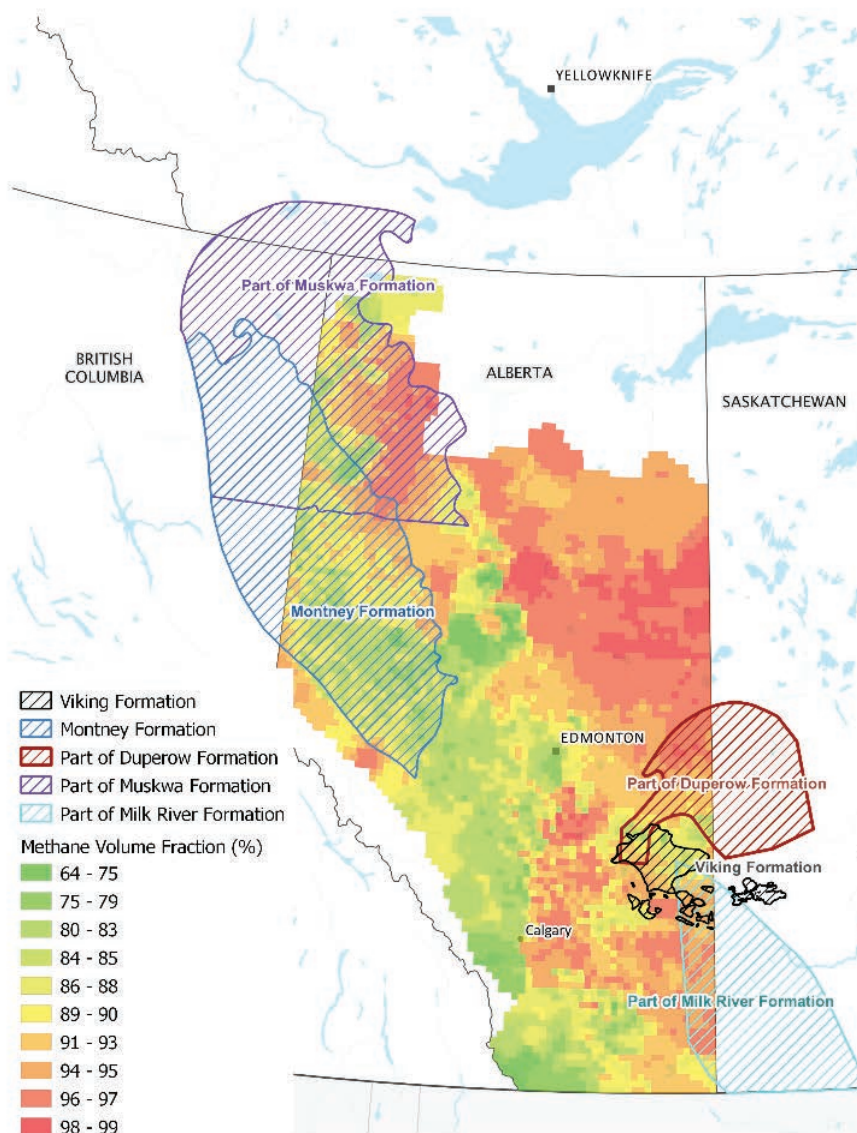 YELLOWKNIFE
Part of Muskwa Formation
BRITISH
COLUMBIA
ALBERTA
SASKATCHEWAN
Montney Formation
EDMONTON
Part of Duperow Formation
Viking Formation
Calgary
Part of Milk River Formation
Viking Formation
Montney Formation
Part of Duperow Formation
Part of Muskwa Formation
Part of Milk River Formation
Methane Volume Fraction (%)
64 - 75
75 - 79
80 - 83
84 - 85
86 - 88
89 - 90
91 - 93
94 - 95
96 - 97
98 - 99